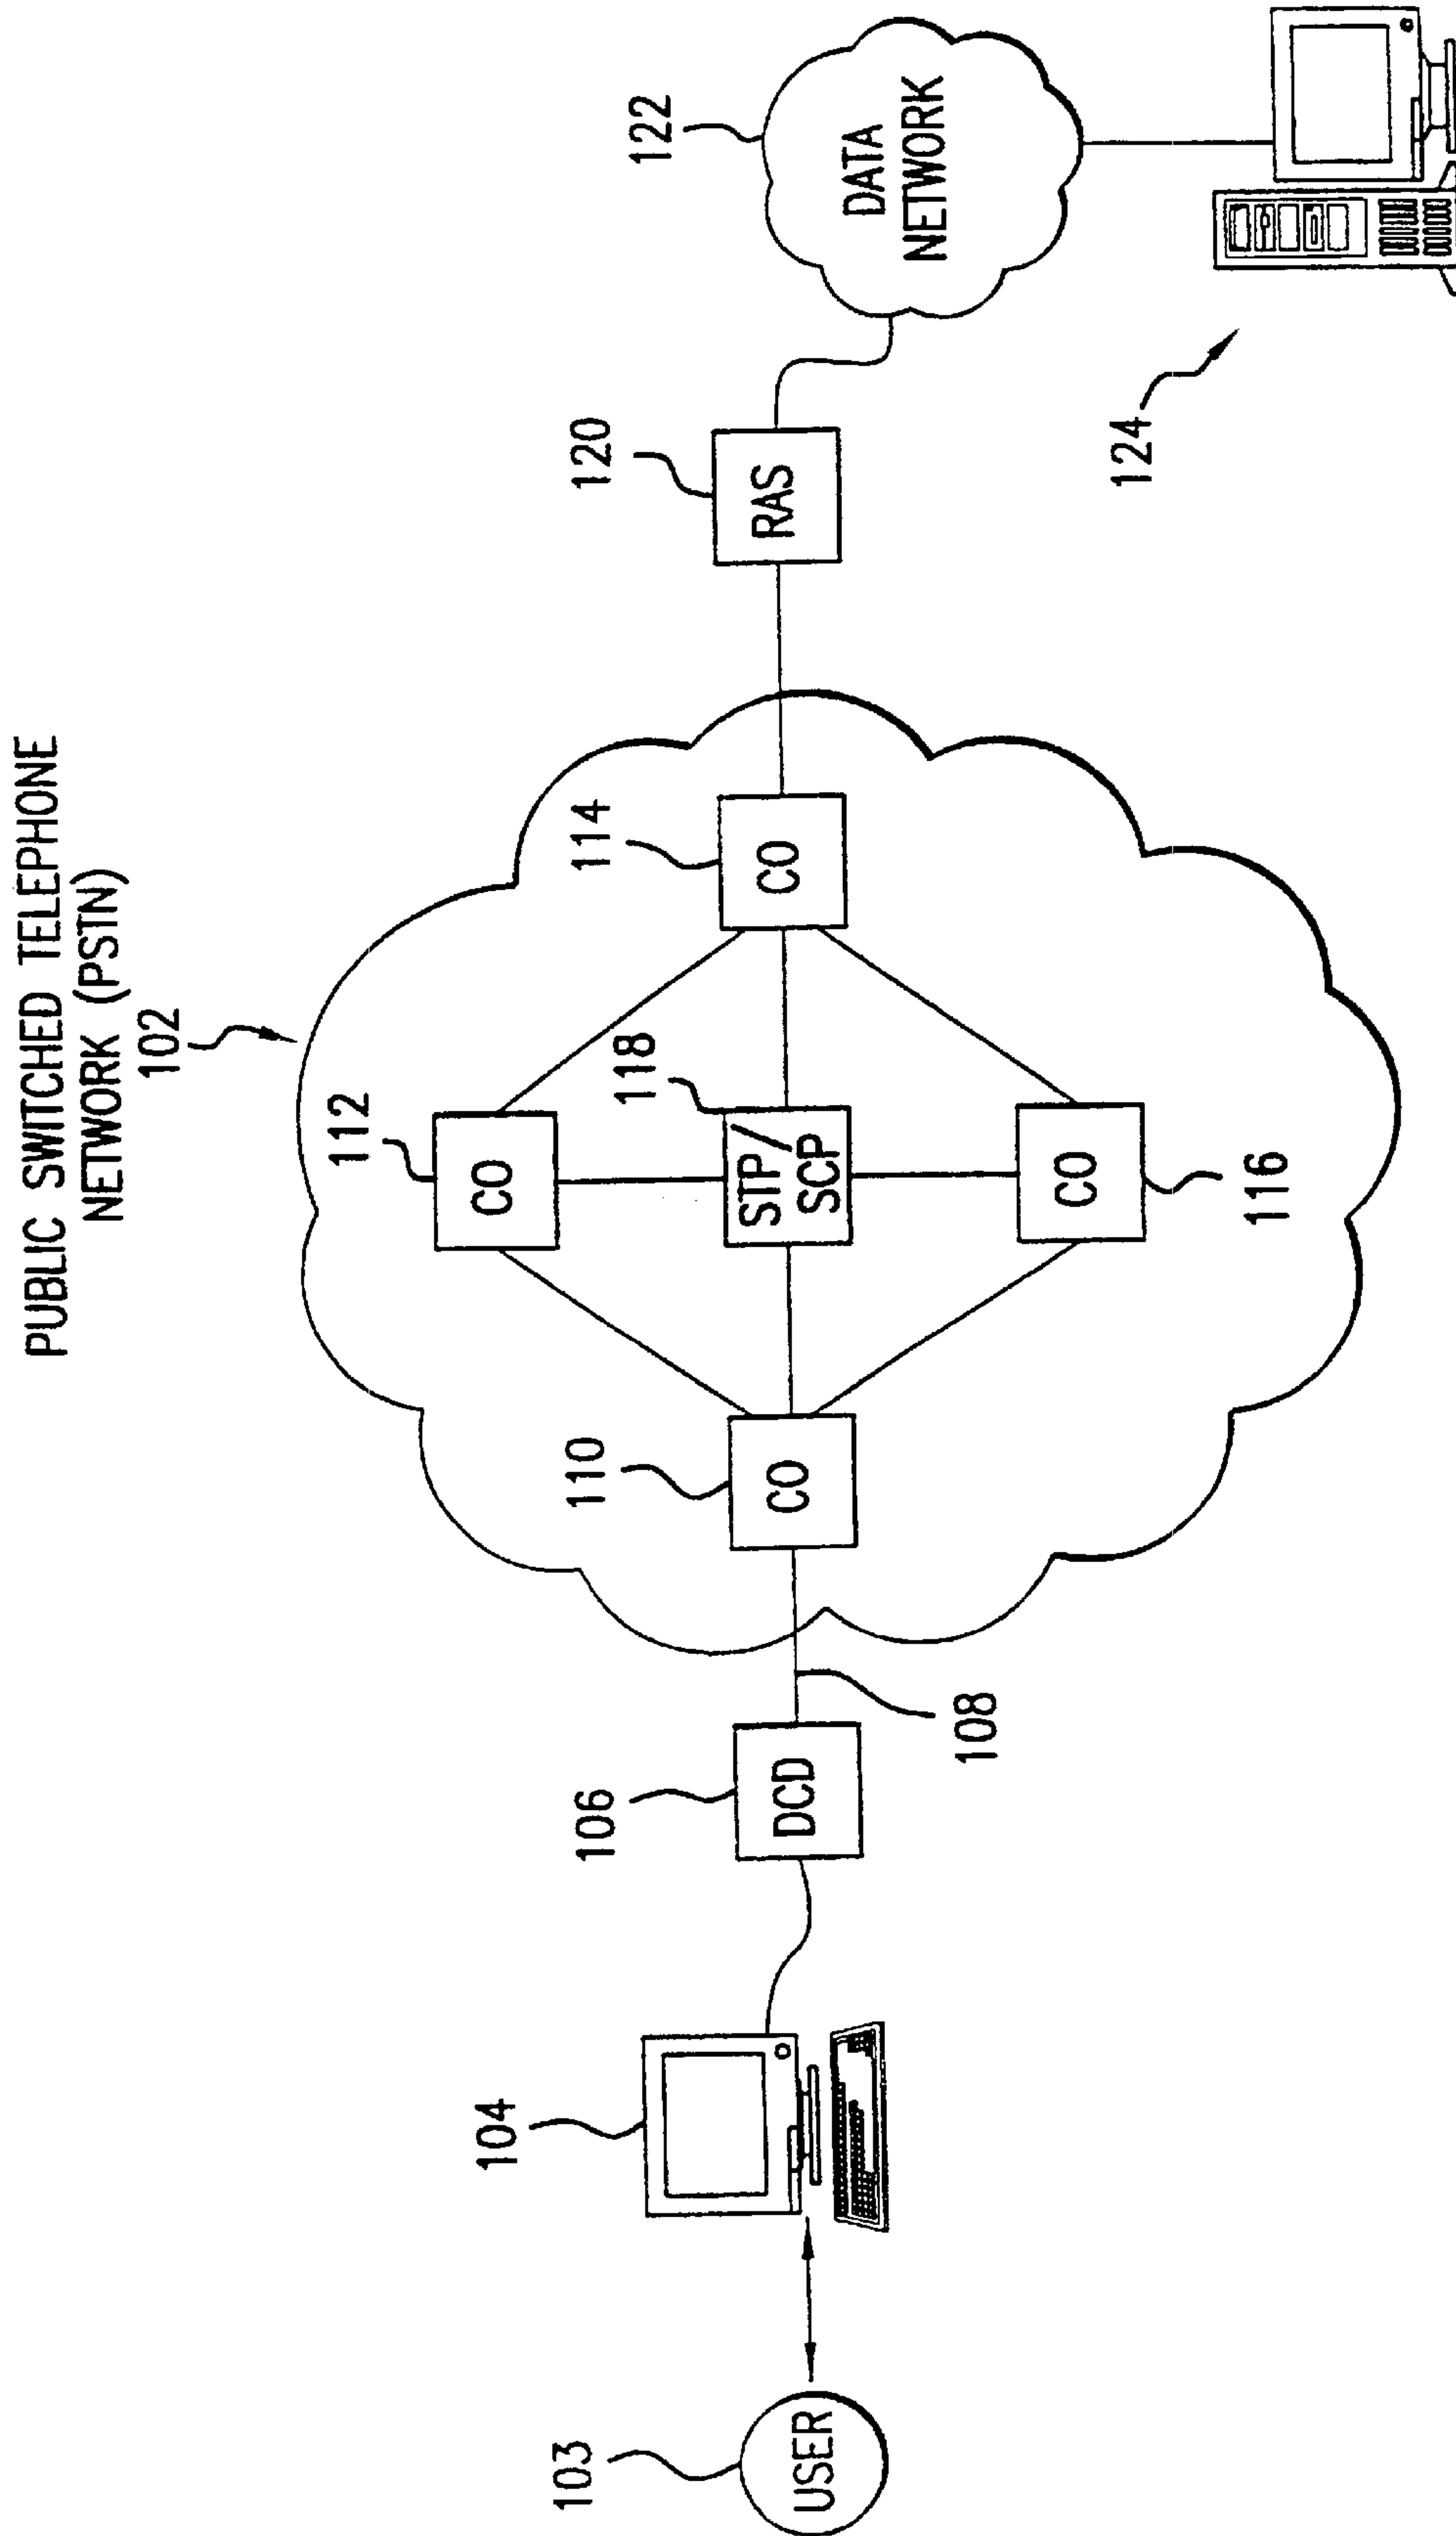 PUBLIC SWITCHED TELEPHONE
NETWORK (PSTN)
102
103
USER
104
106
DCD
108
110
CO
112
CO
118
STP/
SCP
116
CO
114
CO
120
RAS
122
DATA
NETWORK
124